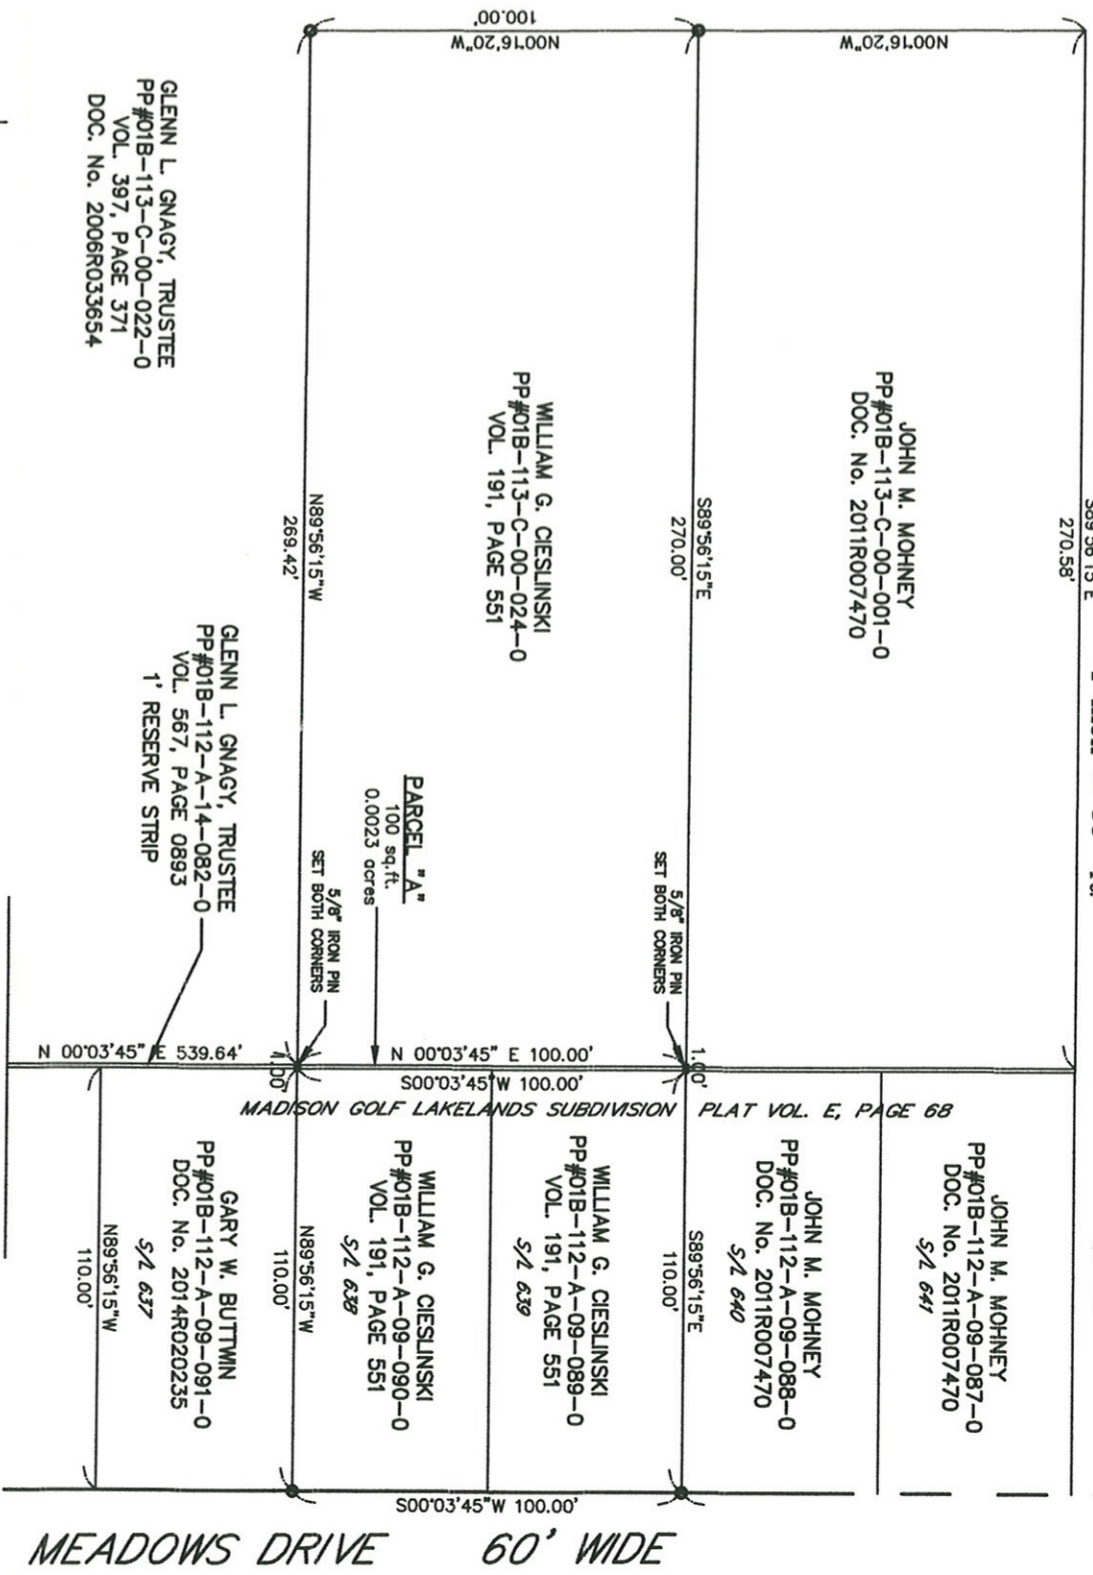 100.00'
N00°16'20"W
N00°16'20"W
S89°56'15"E
270.58'
GLENN L. GNAGY, TRUSTEE
PP#01B-113-C-00-022-0
VOL. 397, PAGE 371
DOC. No. 2006R033654
JOHN M. MOHNEY
PP#01B-113-C-00-001-0
DOC. No. 2011R007470
WILLIAM G. CIESLINSKI
PP#01B-113-C-00-024-0
VOL. 191, PAGE 551
S89°56'15"E
270.00'
N89°56'15"W
269.42'
GLENN L. GNAGY, TRUSTEE
PP#01B-112-A-14-082-0
VOL. 567, PAGE 0893
1' RESERVE STRIP
PARCEL "A"
100 sq.ft.
0.0023 acres
5/8" IRON PIN
SET BOTH CORNERS
5/8" IRON PIN
SET BOTH CORNERS
N 00°03'45" E 539.64'
1.00'
N 00°03'45" E 100.00'
1.00'
S00°03'45"W 100.00'
MADISON GOLF LAKELANDS SUBDIVISION PLAT VOL. E, PAGE 68
JOHN M. MOHNEY
PP#01B-112-A-09-087-0
DOC. No. 2011R007470
S/L 641
JOHN M. MOHNEY
PP#01B-112-A-09-088-0
DOC. No. 2011R007470
S/L 640
S89°56'15"E
110.00'
WILLIAM G. CIESLINSKI
PP#01B-112-A-09-089-0
VOL. 191, PAGE 551
S/L 639
WILLIAM G. CIESLINSKI
PP#01B-112-A-09-090-0
VOL. 191, PAGE 551
S/L 638
N89°56'15"W
110.00'
GARY W. BUTTWIN
PP#01B-112-A-09-091-0
DOC. No. 2014R020235
S/L 637
N89°56'15"W
110.00'
S00°03'45"W 100.00'
MEADOWS DRIVE 60' WIDE